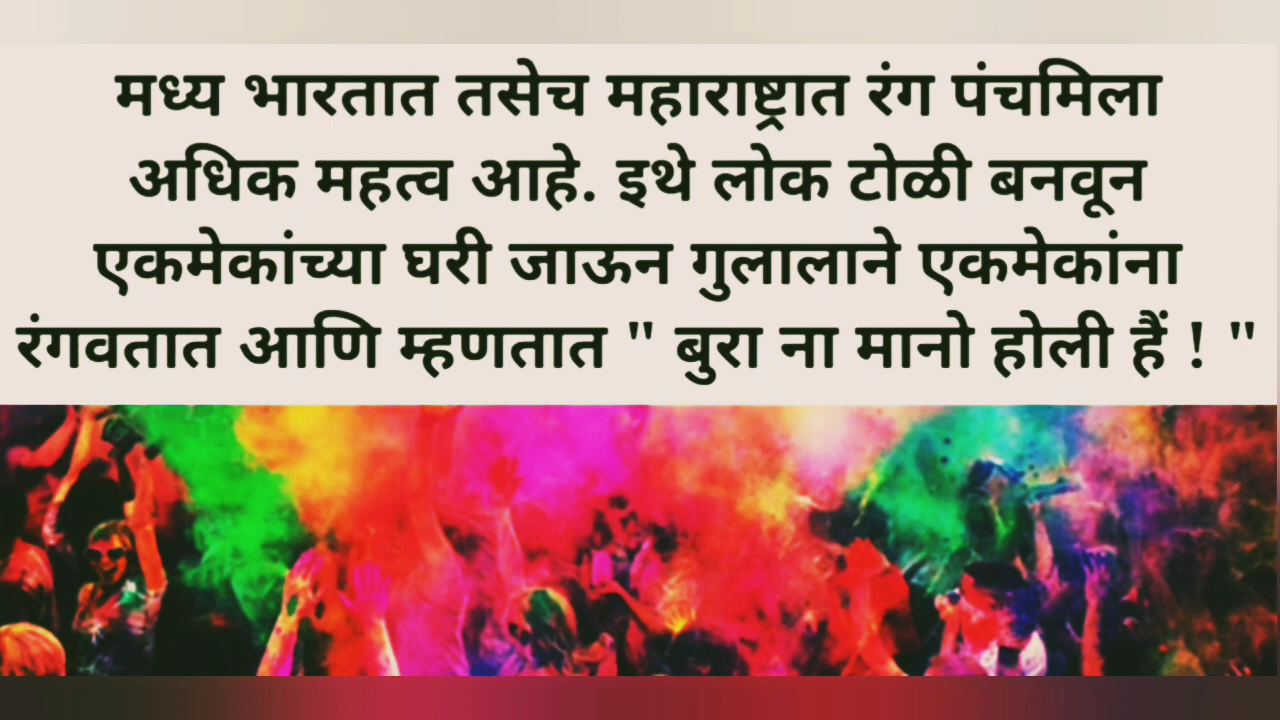 मध्य भारतात तसेच महाराष्ट्रात रंग पंचमिला
अधिक महत्व आहे. इथे लोक टोळी बनवून
एकमेकांच्या घरी जाऊन गुलालाने एकमेकांना
रंगवतात आणि म्हणतात " बुरा ना मानो होली हैं ! "